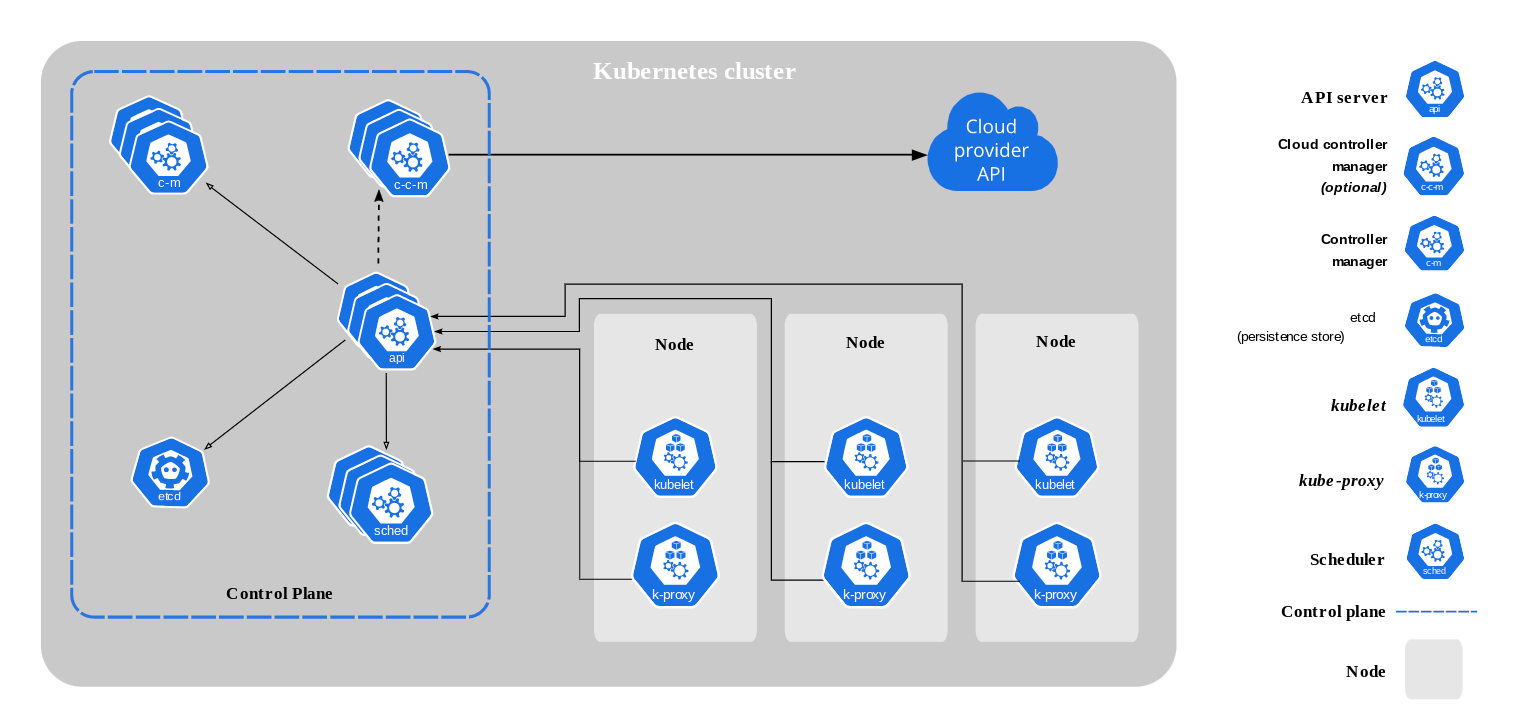 Kubernetes cluster
c-m
c-c-m
Cloud
provider
API
api
etcd
sched
Control Plane
Node
Node
Node
kubelet
kubelet
kubelet
k-proxy
k-proxy
k-proxy
API server
api
Cloud controller
manager
(optional)
c-c-m
Controller
manager
c-m
etcd
(persistence store)
etcd
kubelet
kubelet
kube-proxy
k-proxy
Scheduler
sched
Control plane
Node